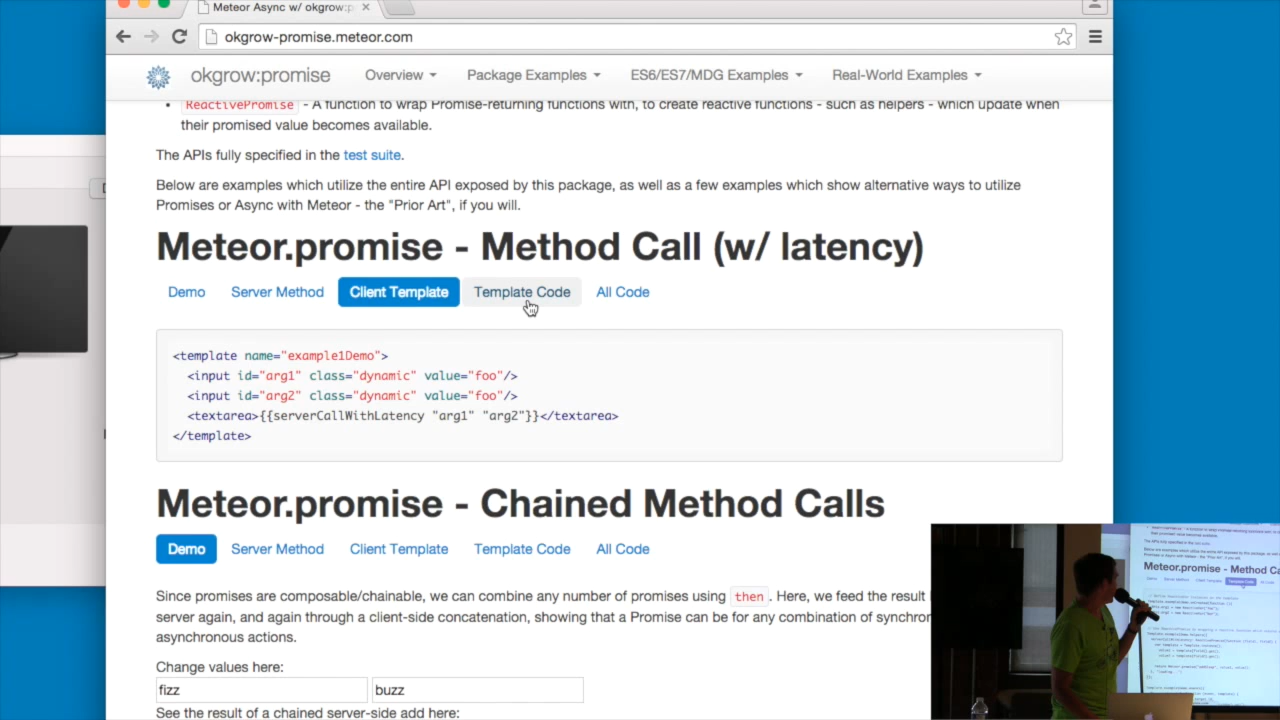 Meteor Async w/ okgrow:p
okgrow-promise.meteor.com
okgrow:promise Overview Package Examples ES6/ES7/MDG Examples Real-World Examples
ReactivePromise - A function to wrap Promise-returning functions with, to create reactive functions - such as helpers - which update when
their promised value becomes available.
The APIs fully specified in the test suite.
Below are examples which utilize the entire API exposed by this package, as well as a few examples which show alternative ways to utilize
Promises or Async with Meteor - the "Prior Art", if you will.
Meteor.promise - Method Call (w/ latency)
Demo Server Method Client Template Template Code All Code
<template name="example1Demo">
<input id="arg1" class="dynamic" value="foo"/>
<input id="arg2" class="dynamic" value="foo"/>
<textarea>{{serverCallWithLatency "arg1" "arg2"}}</textarea>
</template>
Meteor.promise - Chained Method Calls
Demo Server Method Client Template Template Code All Code
Since promises are composable/chainable, we can combine any number of promises using then . Here, we feed the result
server again, and again through a client-side concatenation, showing that a Promise can be for any combination of synchron
asynchronous actions.
Change values here:
fizz buzz
See the result of a chained server-side add here:
Meteor.promise - Method Ca
Demo Server Method Client Template Template Code All Code